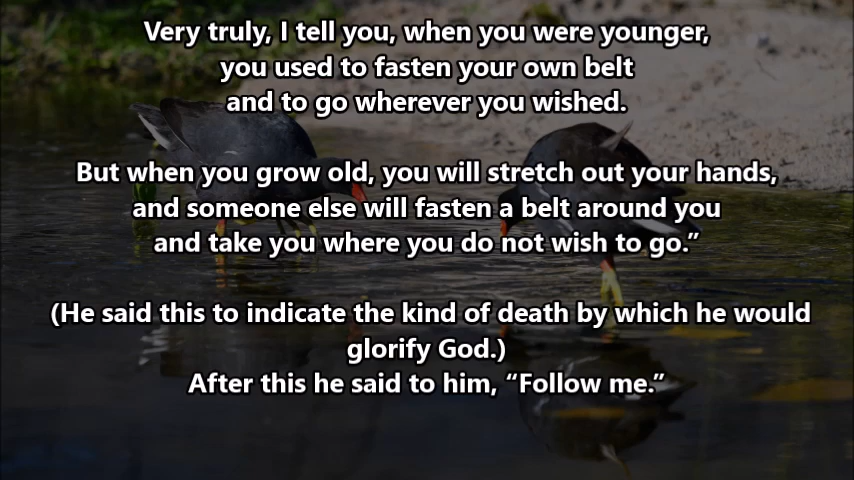 Very truly, I tell you, when you were younger,
you used to fasten your own belt
and to go wherever you wished.
But when you grow old, you will stretch out your hands,
and someone else will fasten a belt around you
and take you where you do not wish to go.”
(He said this to indicate the kind of death by which he would
glorify God.)
After this he said to him, “Follow me.”